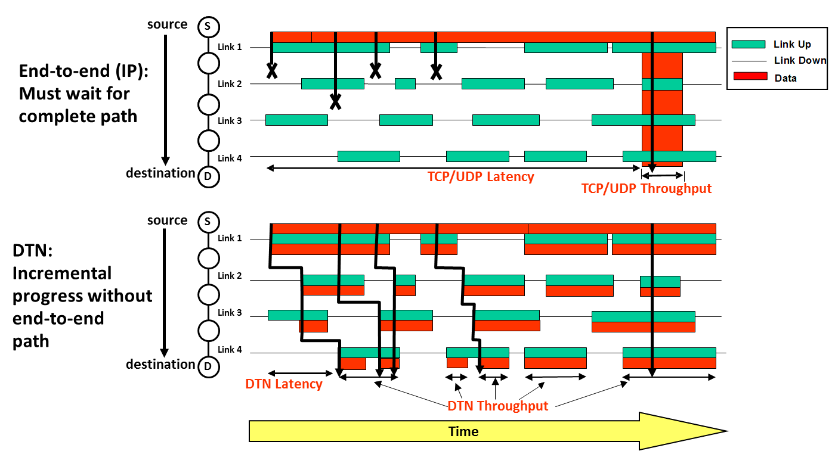 source
S
Link 1
Link Up
Link Down
Data
End-to-end (IP):
Must wait for
complete path
Link 2
Link 3
Link 4
destination
D
TCP/UDP Latency
TCP/UDP Throughput
source
S
Link 1
DTN:
Incremental
progress without
end-to-end
path
Link 2
Link 3
Link 4
destination
D
DTN Latency
DTN Throughput
Time